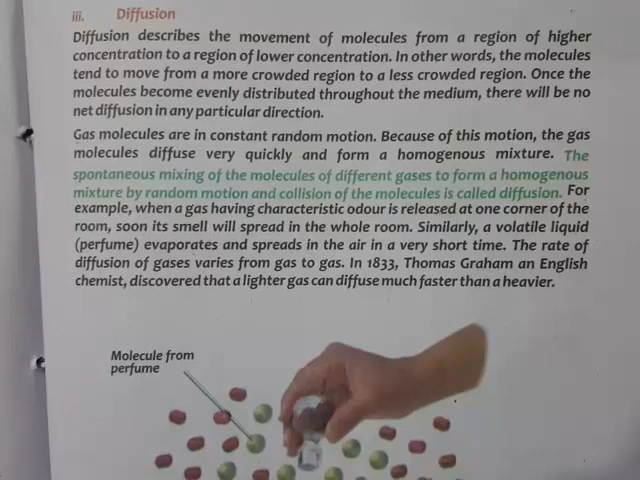 iii. Diffusion
Diffusion describes the movement of molecules from a region of higher
concentration to a region of lower concentration. In other words, the molecules
tend to move from a more crowded region to a less crowded region. Once the
molecules become evenly distributed throughout the medium, there will be no
net diffusion in any particular direction.
Gas molecules are in constant random motion. Because of this motion, the gas
molecules diffuse very quickly and form a homogenous mixture. The
spontaneous mixing of the molecules of different gases to form a homogenous
mixture by random motion and collision of the molecules is called diffusion. For
example, when a gas having characteristic odour is released at one corner of the
room, soon its smell will spread in the whole room. Similarly, a volatile liquid
(perfume) evaporates and spreads in the air in a very short time. The rate of
diffusion of gases varies from gas to gas. In 1833, Thomas Graham an English
chemist, discovered that a lighter gas can diffuse much faster than a heavier.
Molecule from
perfume